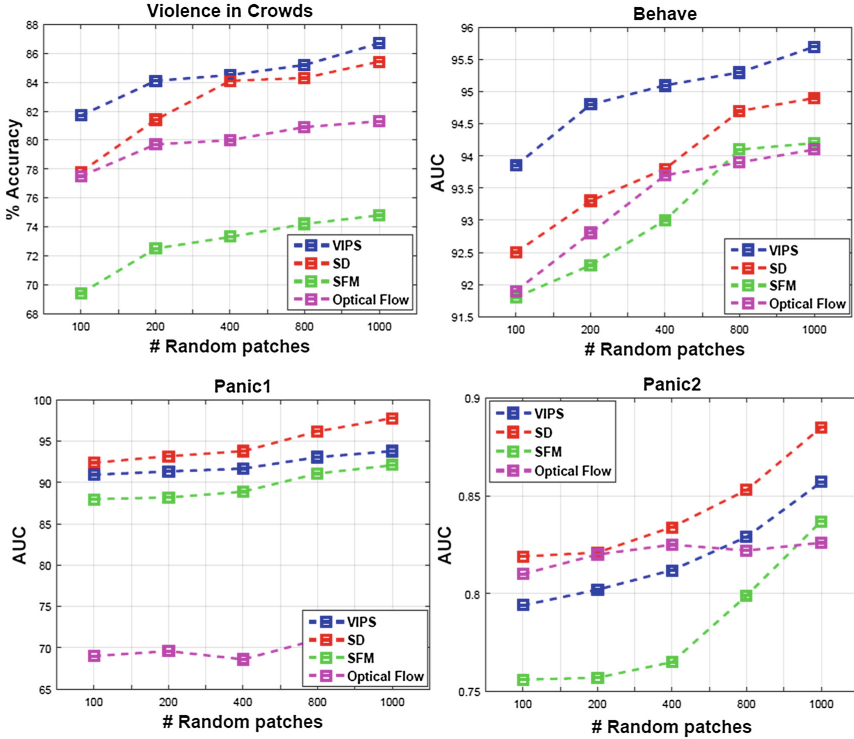 Violence in Crowds
88
86
84
82
80
78
76
74
72
70
68
% Accuracy
100 200 400 800 1000
# Random patches
VIPS
SD
SFM
Optical Flow
Behave
96
95.5
95
94.5
94
93.5
93
92.5
92
91.5
AUC
100 200 400 800 1000
# Random patches
VIPS
SD
SFM
Optical Flow
Panic1
100
95
90
85
80
75
70
65
AUC
100 200 400 800 1000
# Random patches
VIPS
SD
SFM
Optical Flow
Panic2
0.9
0.85
0.8
0.75
AUC
100 200 400 800 1000
# Random patches
VIPS
SD
SFM
Optical Flow